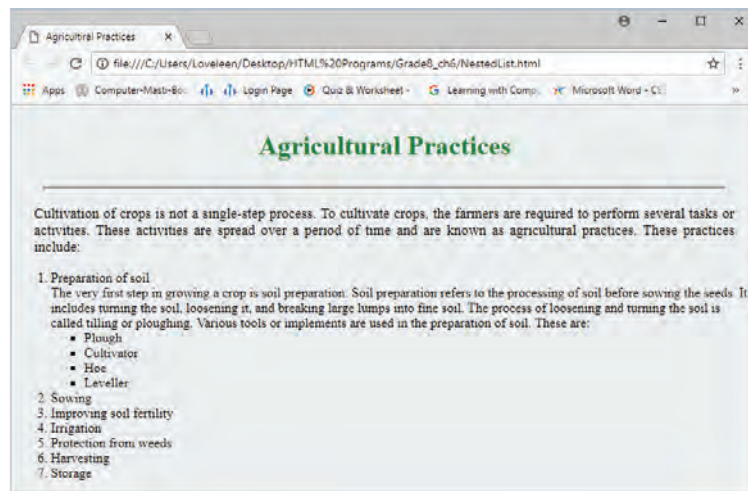 Agricultiral Practices
file:///C:/Users/Loveleen/Desktop/HTML%20Programs/Grade8_ch6/NestedList.html
Apps Computer-Masti-Bo. Login Page Quiz & Worksheet - Learning with Comp. Microsoft Word - C
Agricultural Practices
Cultivation of crops is not a single-step process. To cultivate crops, the farmers are required to perform several tasks or
activities. These activities are spread over a period of time and are known as agricultural practices. These practices
include:
1. Preparation of soil
The very first step in growing a crop is soil preparation. Soil preparation refers to the processing of soil before sowing the seeds. It
includes turning the soil, loosening it, and breaking large lumps into fine soil. The process of loosening and turning the soil is
called tilling or ploughing. Various tools or implements are used in the preparation of soil. These are:
▪ Plough
▪ Cultivator
▪ Hoe
▪ Leveller
2. Sowing
3. Improving soil fertility
4. Irrigation
5. Protection from weeds
6. Harvesting
7. Storage